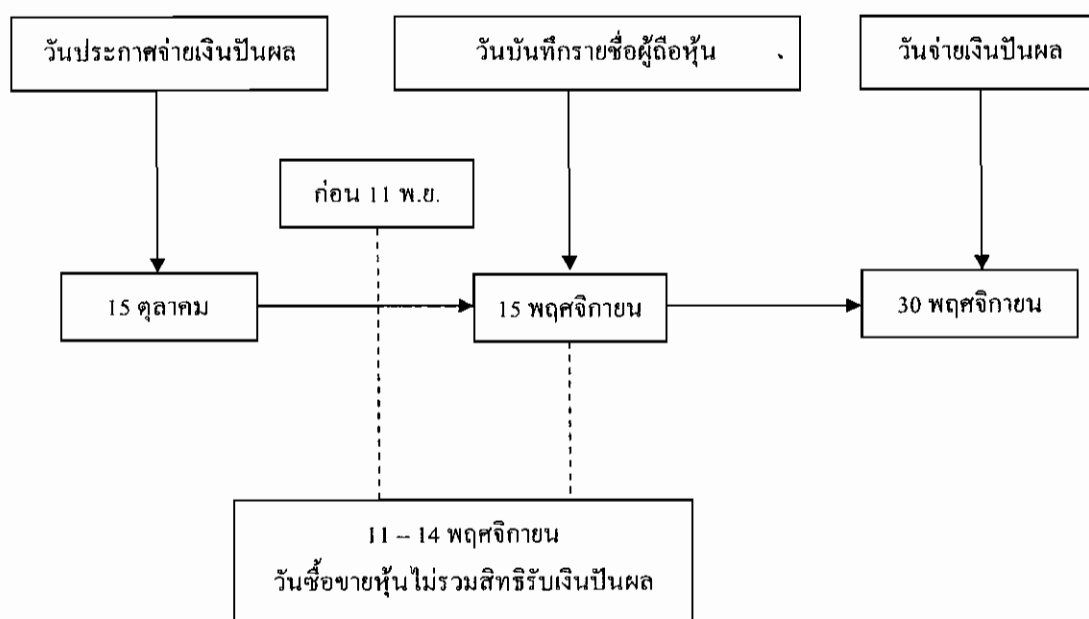 วันประกาศจ่ายเงินปันผล
วันบันทึกรายชื่อผู้ถือหุ้น
วันจ่ายเงินปันผล
ก่อน 11 พ.ย.
15 ตุลาคม
15 พฤศจิกายน
30 พฤศจิกายน
11 – 14 พฤศจิกายน
วันซื้อขายหุ้นไม่รวมสิทธิรับเงินปันผล